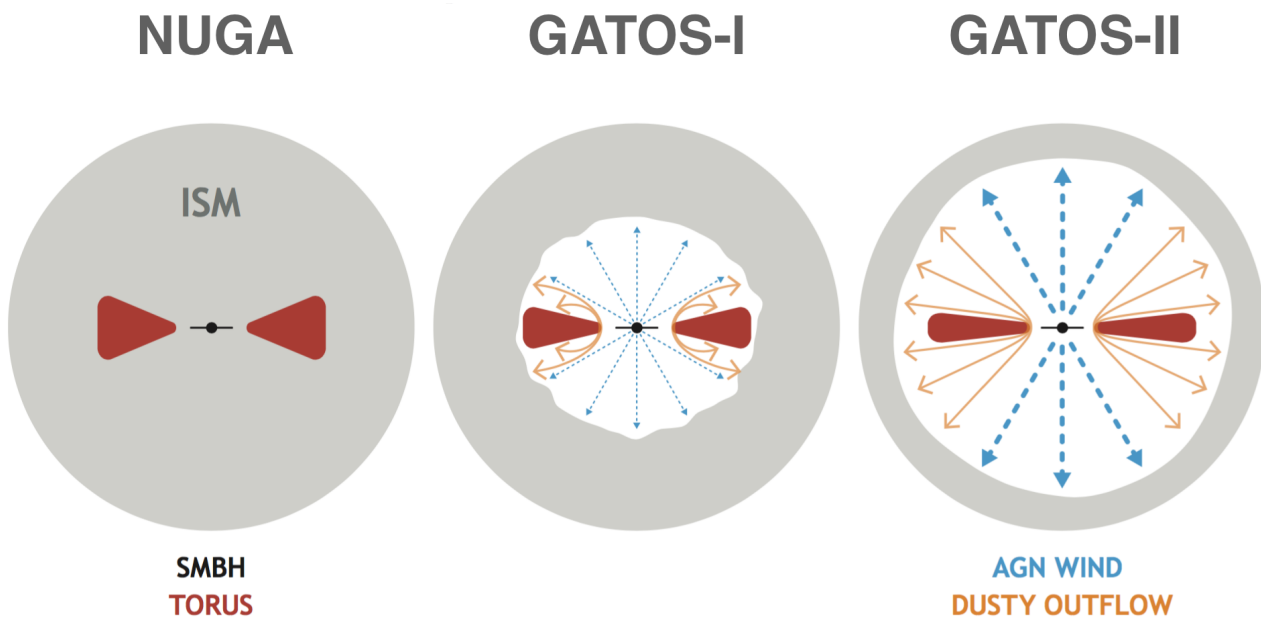 NUGA
GATOS-I
GATOS-II
ISM
SMBH
TORUS
AGN WIND
DUSTY OUTFLOW